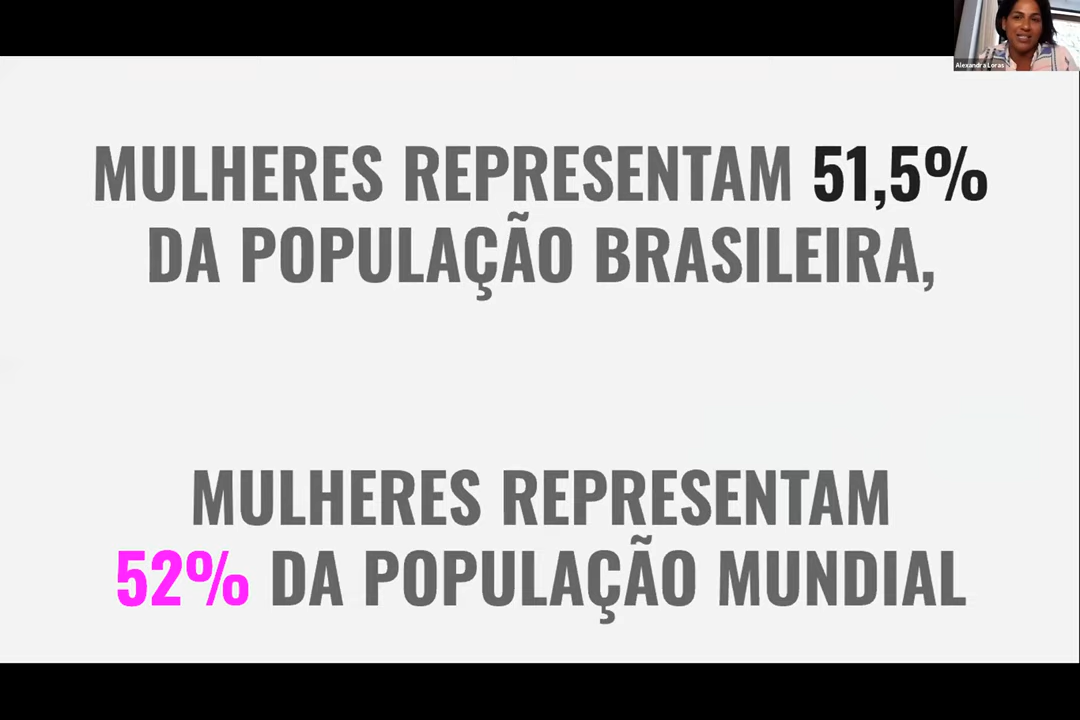 Alexandra Loras
MULHERES REPRESENTAM 51,5%
DA POPULAÇÃO BRASILEIRA,
MULHERES REPRESENTAM
52% DA POPULAÇÃO MUNDIAL